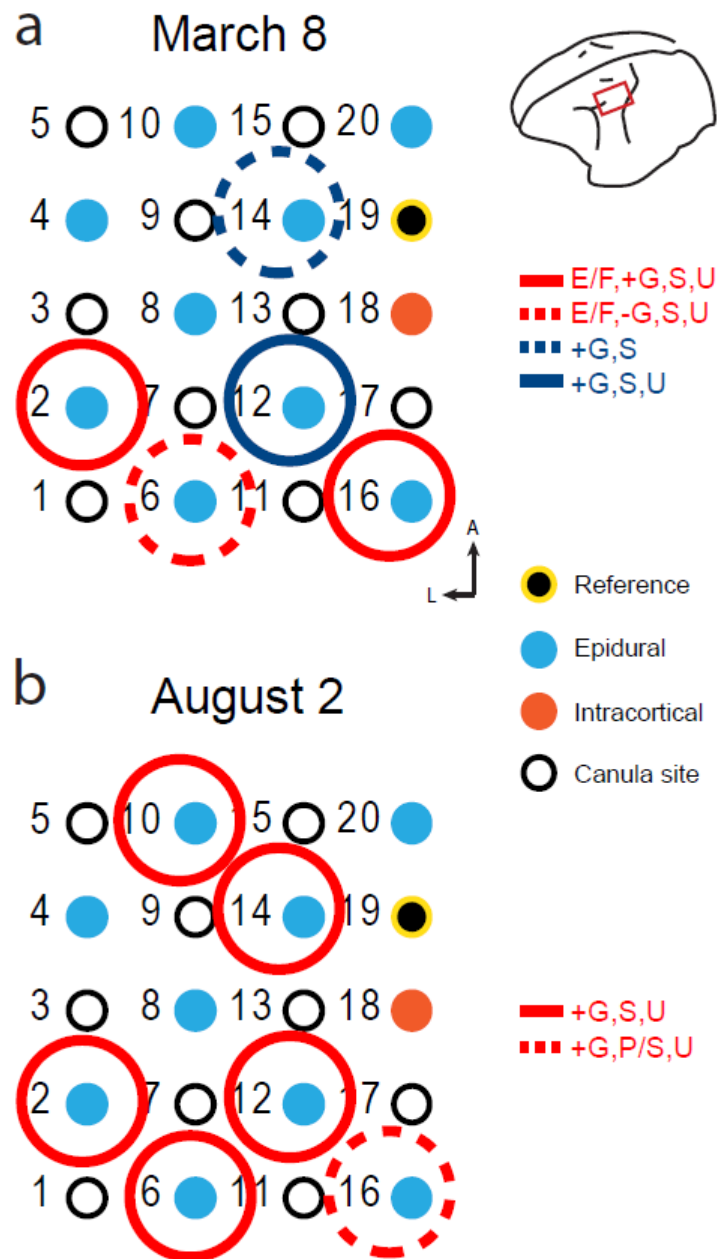 a
March 8
5 10 15 20
4 9 14 19
3 8 13 18
2 7 12 17
1 6 11 16
A
L
E/F,+G,S,U
E/F,-G,S,U
+G,S
+G,S,U
Reference
Epidural
Intracortical
Canula site
b
August 2
5 10 15 20
4 9 14 19
3 8 13 18
2 7 12 17
1 6 11 16
+G,S,U
+G,P/S,U